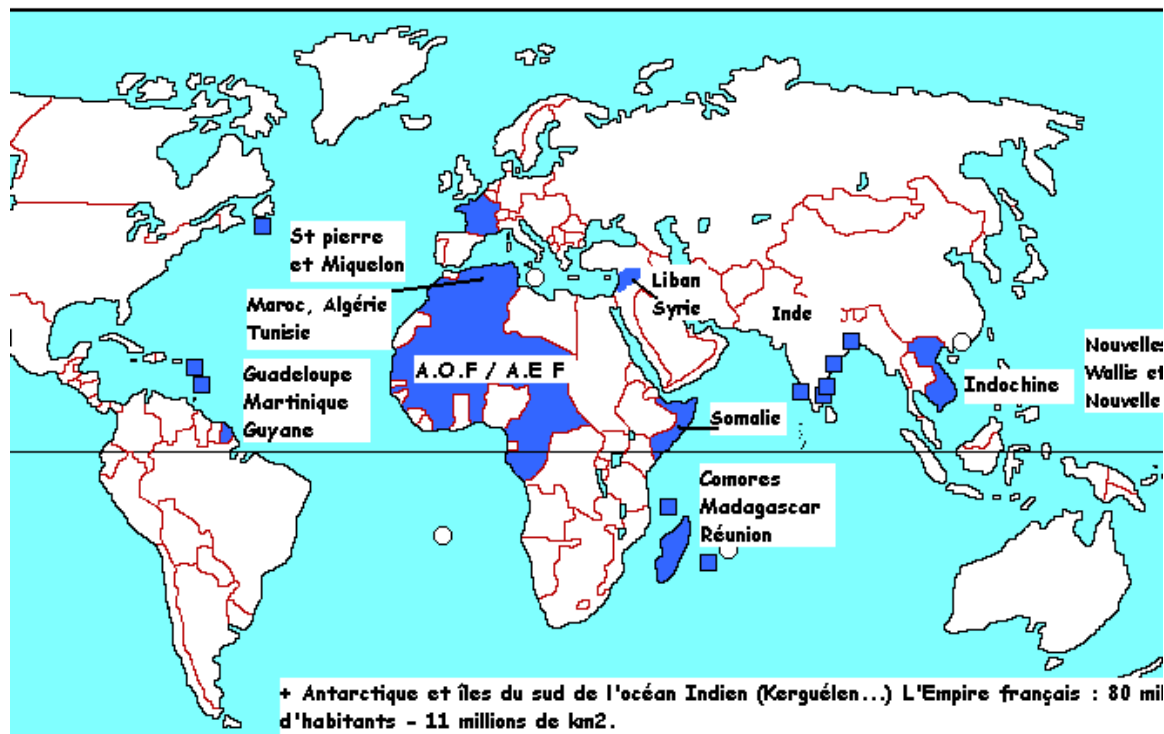 St pierre
et Miquelon
Maroc, Algérie
Tunisie
Liban
Syrie
Inde
Guadeloupe
Martinique
Guyane
A.O.F / A.E F
Somalie
Indochine
Nouvelles
Wallis et
Nouvelle
Comores
Madagascar
Réunion
+ Antarctique et îles du sud de l'océan Indien (Kerguélen...) L'Empire français : 80 mil
d'habitants - 11 millions de km2.